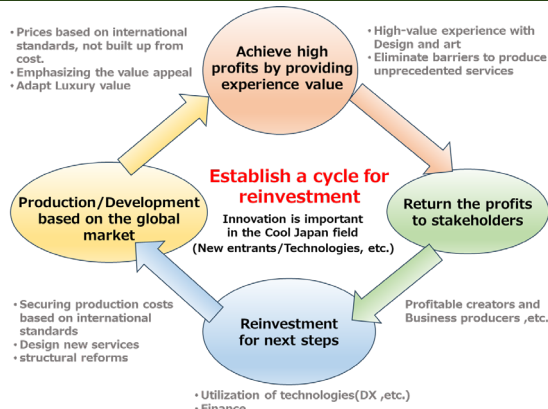 • Prices based on international
standards, not built up from
cost.
• Emphasizing the value appeal
• Adapt Luxury value
Achieve high
profits by providing
experience value
• High-value experience with
Design and art
• Eliminate barriers to produce
unprecedented services
Establish a cycle for
reinvestment
Innovation is important
in the Cool Japan field
(New entrants/Technologies, etc.)
Production/Development
based on the global
market
Return the profits
to stakeholders
• Securing production costs
based on international
standards
• Design new services
• structural reforms
Reinvestment
for next steps
Profitable creators and
Business producers ,etc.
• Utilization of technologies(DX ,etc.)
• Finance